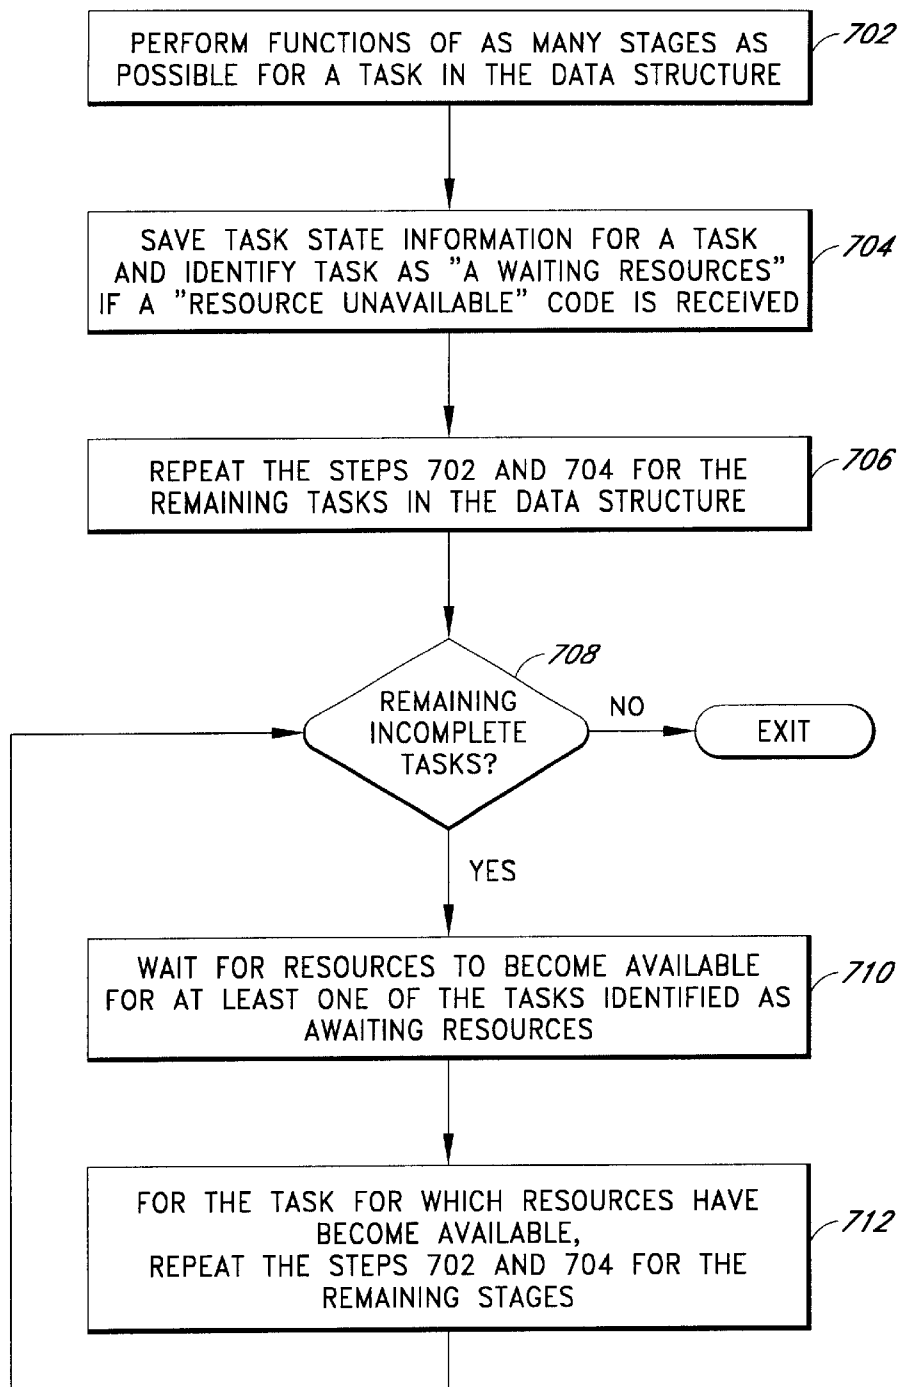 PERFORM FUNCTIONS OF AS MANY STAGES AS
POSSIBLE FOR A TASK IN THE DATA STRUCTURE
702
SAVE TASK STATE INFORMATION FOR A TASK
AND IDENTIFY TASK AS "A WAITING RESOURCES"
IF A "RESOURCE UNAVAILABLE" CODE IS RECEIVED
704
REPEAT THE STEPS 702 AND 704 FOR THE
REMAINING TASKS IN THE DATA STRUCTURE
706
708
REMAINING
INCOMPLETE
TASKS?
NO
EXIT
YES
WAIT FOR RESOURCES TO BECOME AVAILABLE
FOR AT LEAST ONE OF THE TASKS IDENTIFIED AS
AWAITING RESOURCES
710
FOR THE TASK FOR WHICH RESOURCES HAVE
BECOME AVAILABLE,
REPEAT THE STEPS 702 AND 704 FOR THE
REMAINING STAGES
712